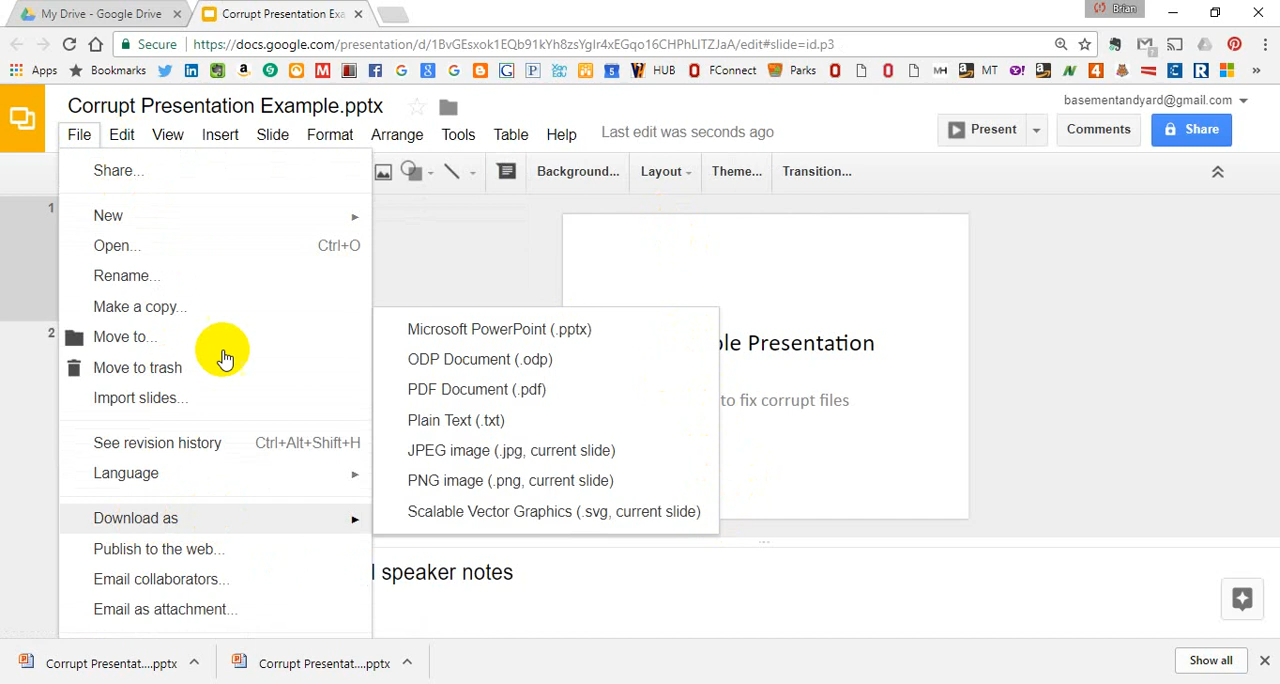 My Drive - Google Drive
Corrupt Presentation Exa
Brian
Secure
https://docs.google.com/presentation/d/1BvGEsxok1EQb91kYh8zsYgIr4xEGqo16CHPhLITZJaA/edit#slide=id.p3
Apps
Bookmarks
HUB
FConnect
Parks
MH
MT
Corrupt Presentation Example.pptx
basementandyard@gmail.com
File Edit View Insert Slide Format Arrange Tools Table Help
Last edit was seconds ago
Present
Comments
Share
Background...
Layout
Theme...
Transition...
Share...
New
Open... Ctrl+O
Rename...
Make a copy...
Move to...
Move to trash
Import slides...
See revision history Ctrl+Alt+Shift+H
Language
Download as
Publish to the web...
Email collaborators...
Email as attachment...
Microsoft PowerPoint (.pptx)
ODP Document (.odp)
PDF Document (.pdf)
Plain Text (.txt)
JPEG image (.jpg, current slide)
PNG image (.png, current slide)
Scalable Vector Graphics (.svg, current slide)
1
2
ple Presentation
to fix corrupt files
speaker notes
Corrupt Presentat....pptx
Corrupt Presentat....pptx
Show all